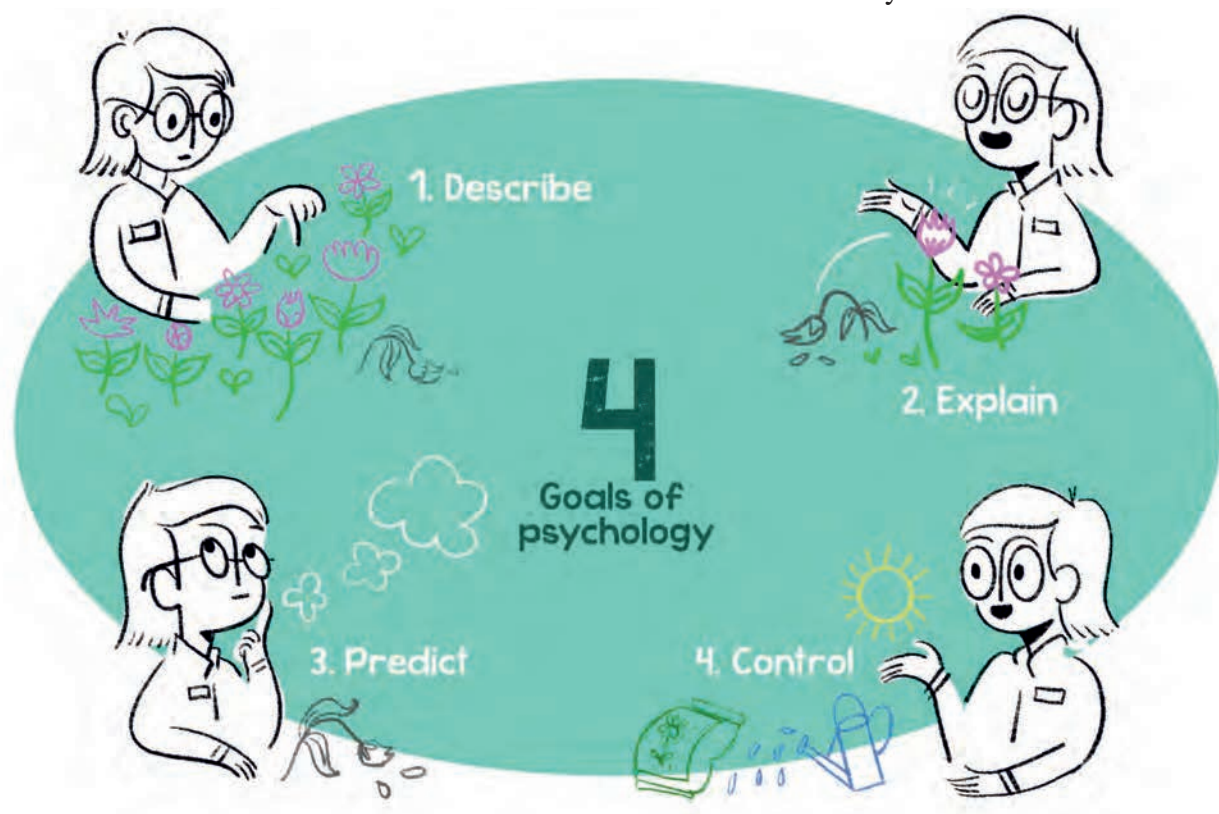 1. Describe
2. Explain
4
Goals of
psychology
3. Predict
4. Control